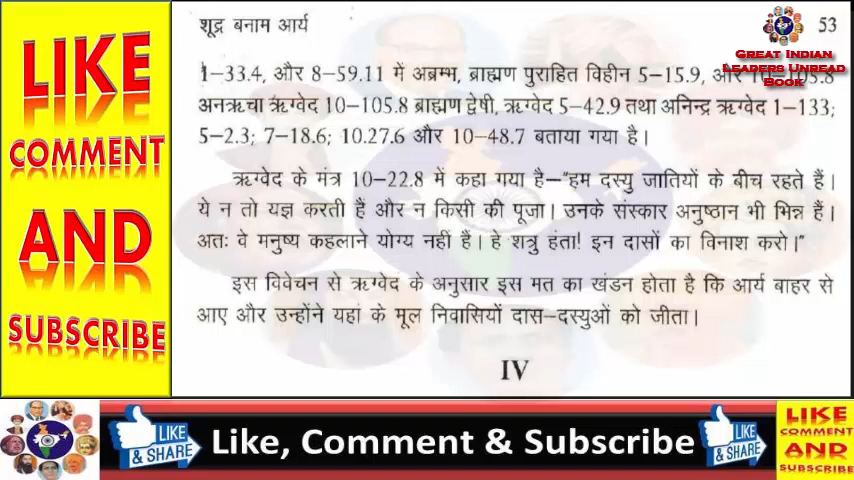 LIKE
COMMENT
AND
SUBSCRIBE
शूद्र बनाम आर्य 53
GREAT INDIAN
LEADERS UNREAD
BOOK
1–33.4, और 8–59.11 में अब्रम्भ, ब्राह्मण पुराहित विहीन 5–15.9, और 10–105.8
अनऋचा ऋग्वेद 10–105.8 ब्राह्मण द्वेषी, ऋग्वेद 5–42.9 तथा अनिन्द्र ऋग्वेद 1–133;
5–2.3; 7–18.6; 10.27.6 और 10–48.7 बताया गया है।
ऋग्वेद के मंत्र 10–22.8 में कहा गया है–"हम दस्यु जातियों के बीच रहते हैं।
ये न तो यज्ञ करती हैं और न किसी की पूजा। उनके संस्कार अनुष्ठान भी भिन्न हैं।
अतः वे मनुष्य कहलाने योग्य नहीं हैं। हे शत्रु हंता! इन दासों का विनाश करो।"
इस विवेचन से ऋग्वेद के अनुसार इस मत का खंडन होता है कि आर्य बाहर से
आए और उन्होंने यहां के मूल निवासियों दास–दस्युओं को जीता।
IV
LIKE
& SHARE
Like, Comment & Subscribe
LIKE
& SHARE
LIKE
COMMENT
AND
SUBSCRIBE